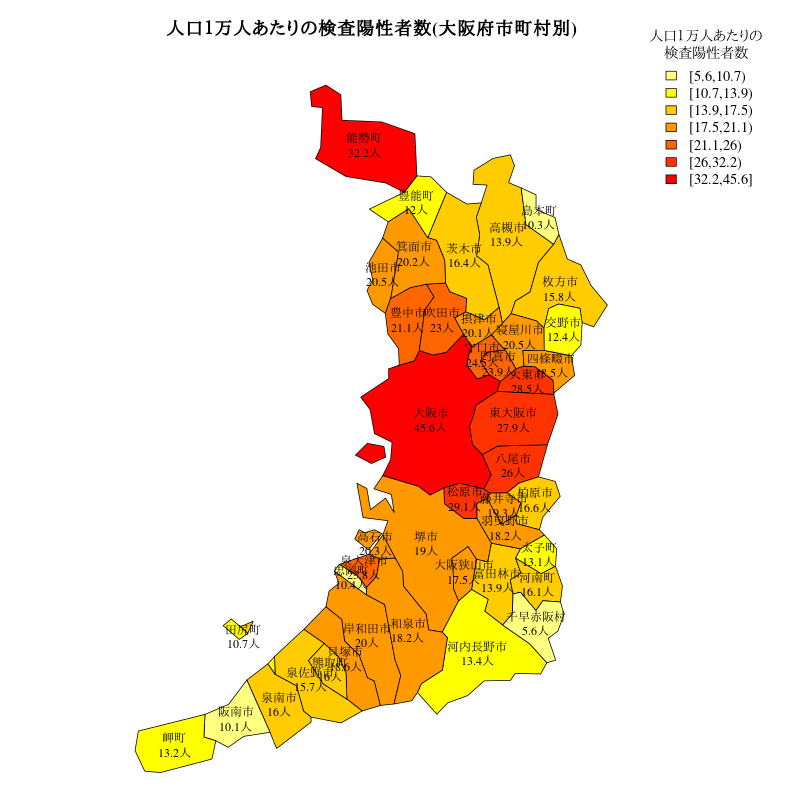 人口1万人あたりの検査陽性者数(大阪府市町村別)
人口1万人あたりの
検査陽性者数
[5.6,10.7)
[10.7,13.9)
[13.9,17.5)
[17.5,21.1)
[21.1,26)
[26,32.2)
[32.2,45.6]
能勢町
32.2人
豊能町
12人
島本町
10.3人
高槻市
13.9人
茨木市
16.4人
箕面市
20.2人
池田市
20.5人
枚方市
15.8人
豊中市
21.1人
吹田市
23人
摂津市
20.1人
交野市
12.4人
寝屋川市
20.5人
守口市
24.5人
門真市
23.9人
四條畷市
18.5人
大東市
28.5人
大阪市
45.6人
東大阪市
27.9人
八尾市
26人
松原市
29.1人
柏原市
16.6人
藤井寺市
19.3人
羽曳野市
18.2人
高石市
20.3人
堺市
19人
泉大津市
25.8人
忠岡町
10.4人
太子町
13.1人
大阪狭山市
17.5人
富田林市
13.9人
河南町
16.1人
千早赤阪村
5.6人
田尻町
10.7人
岸和田市
20人
和泉市
18.2人
河内長野市
13.4人
貝塚市
18.6人
熊取町
16人
泉佐野市
15.7人
泉南市
16人
阪南市
10.1人
岬町
13.2人